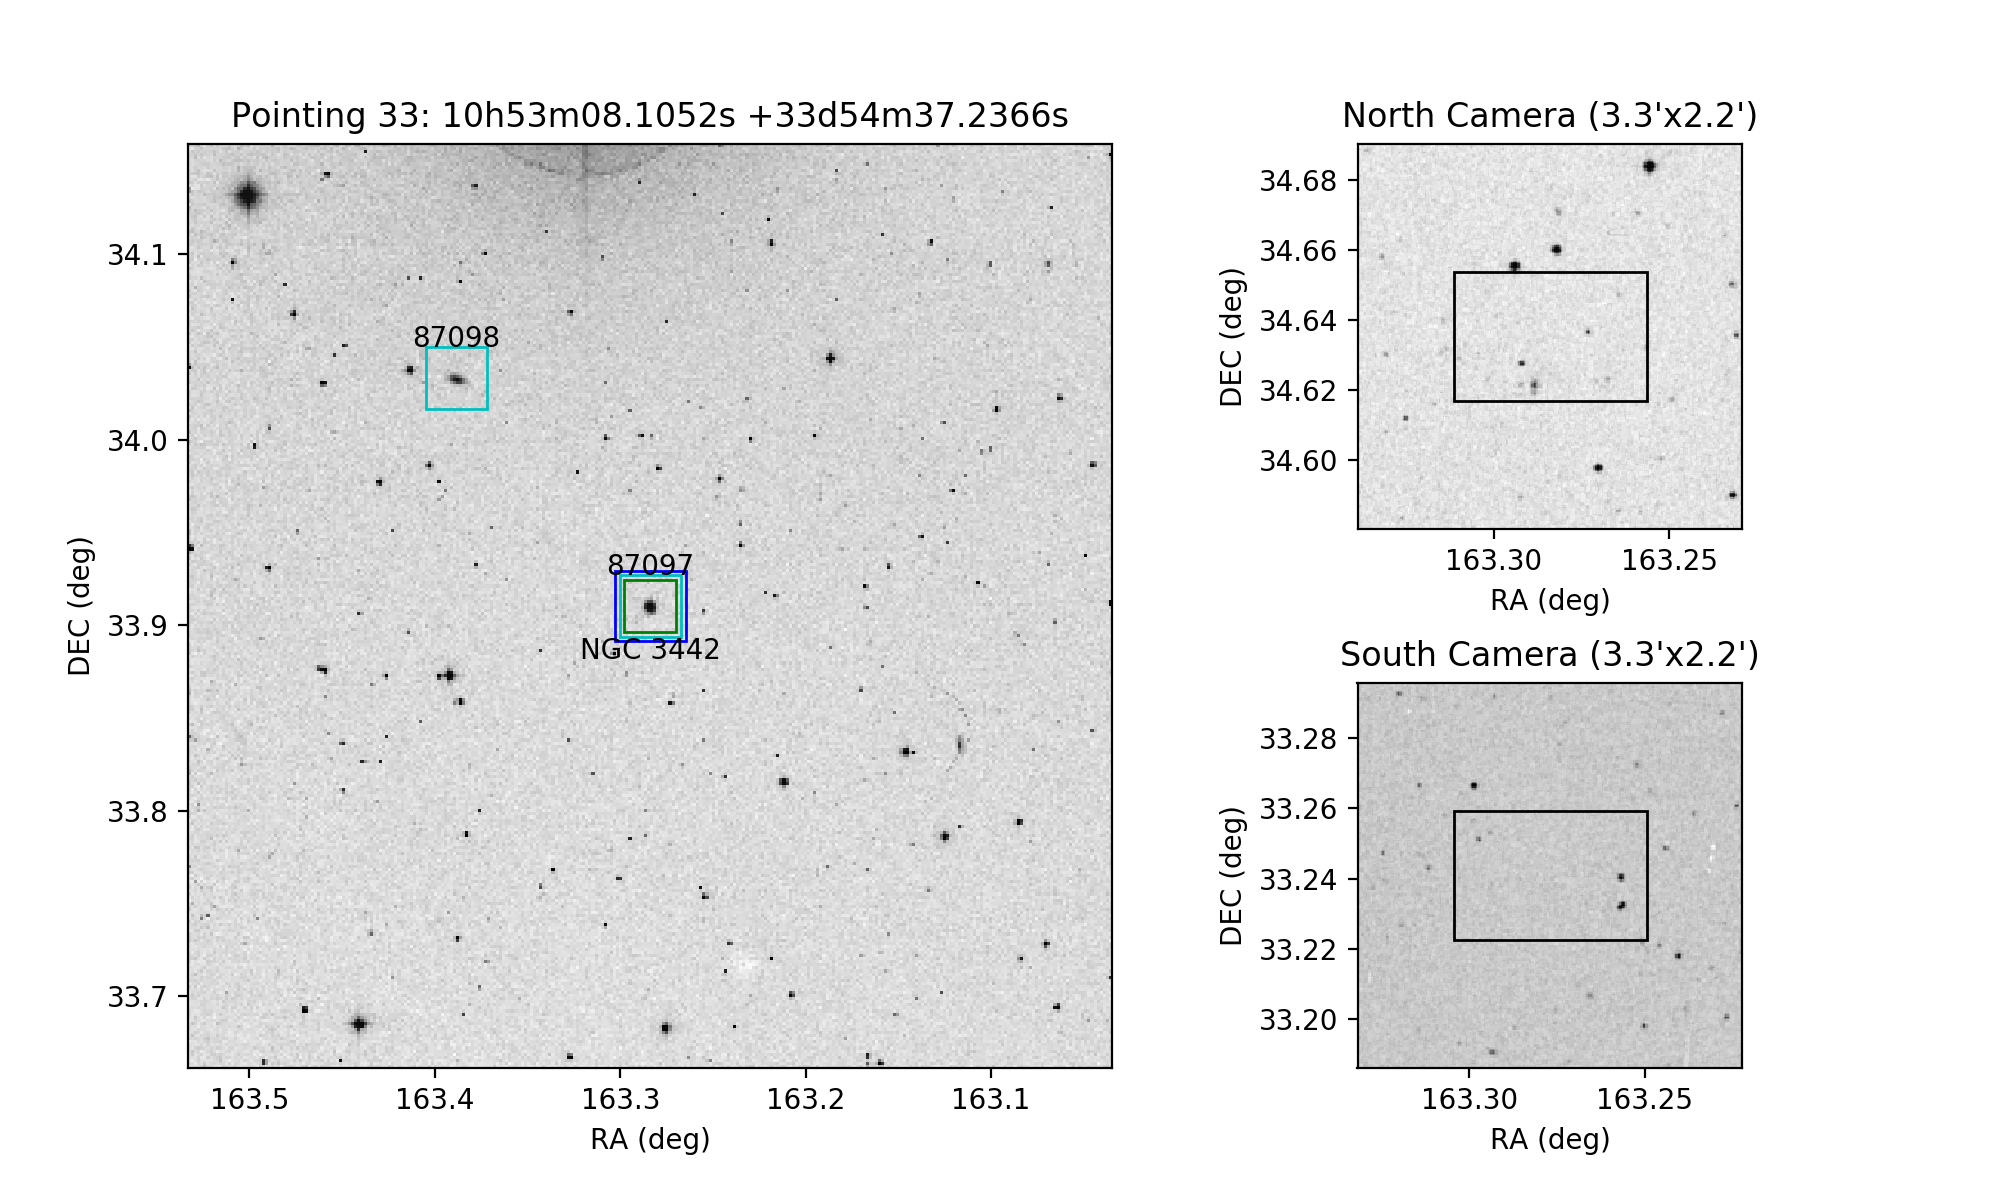 Pointing 33: 10h53m08.1052s +33d54m37.2366s
87098
87097
NGC 3442
34.1
34.0
33.9
33.8
33.7
DEC (deg)
163.5 163.4 163.3 163.2 163.1
RA (deg)
North Camera (3.3'x2.2')
34.68
34.66
34.64
34.62
34.60
DEC (deg)
163.30 163.25
RA (deg)
South Camera (3.3'x2.2')
33.28
33.26
33.24
33.22
33.20
DEC (deg)
163.30 163.25
RA (deg)